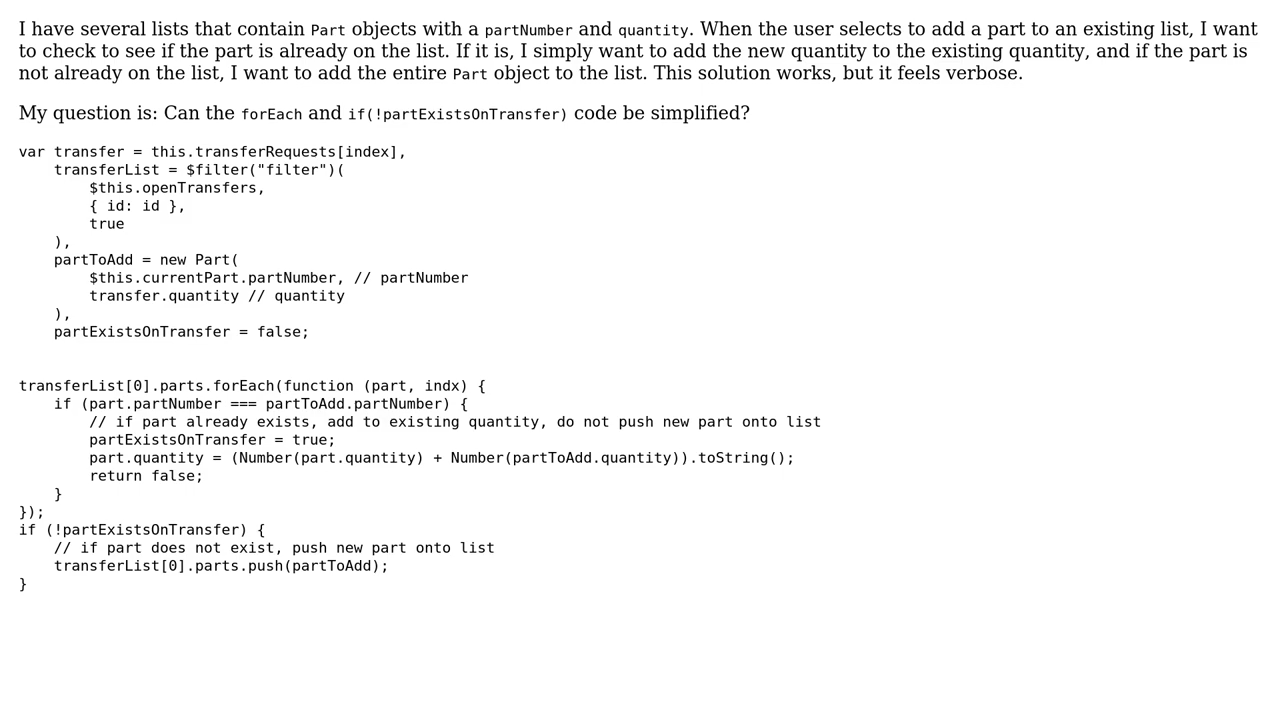 I have several lists that contain Part objects with a partNumber and quantity. When the user selects to add a part to an existing list, I want
to check to see if the part is already on the list. If it is, I simply want to add the new quantity to the existing quantity, and if the part is
not already on the list, I want to add the entire Part object to the list. This solution works, but it feels verbose.
My question is: Can the forEach and if(!partExistsOnTransfer) code be simplified?
var transfer = this.transferRequests[index],
    transferList = $filter("filter")(
        $this.openTransfers,
        { id: id },
        true
    ),
    partToAdd = new Part(
        $this.currentPart.partNumber, // partNumber
        transfer.quantity // quantity
    ),
    partExistsOnTransfer = false;
transferList[0].parts.forEach(function (part, indx) {
    if (part.partNumber === partToAdd.partNumber) {
        // if part already exists, add to existing quantity, do not push new part onto list
        partExistsOnTransfer = true;
        part.quantity = (Number(part.quantity) + Number(partToAdd.quantity)).toString();
        return false;
    }
});
if (!partExistsOnTransfer) {
    // if part does not exist, push new part onto list
    transferList[0].parts.push(partToAdd);
}